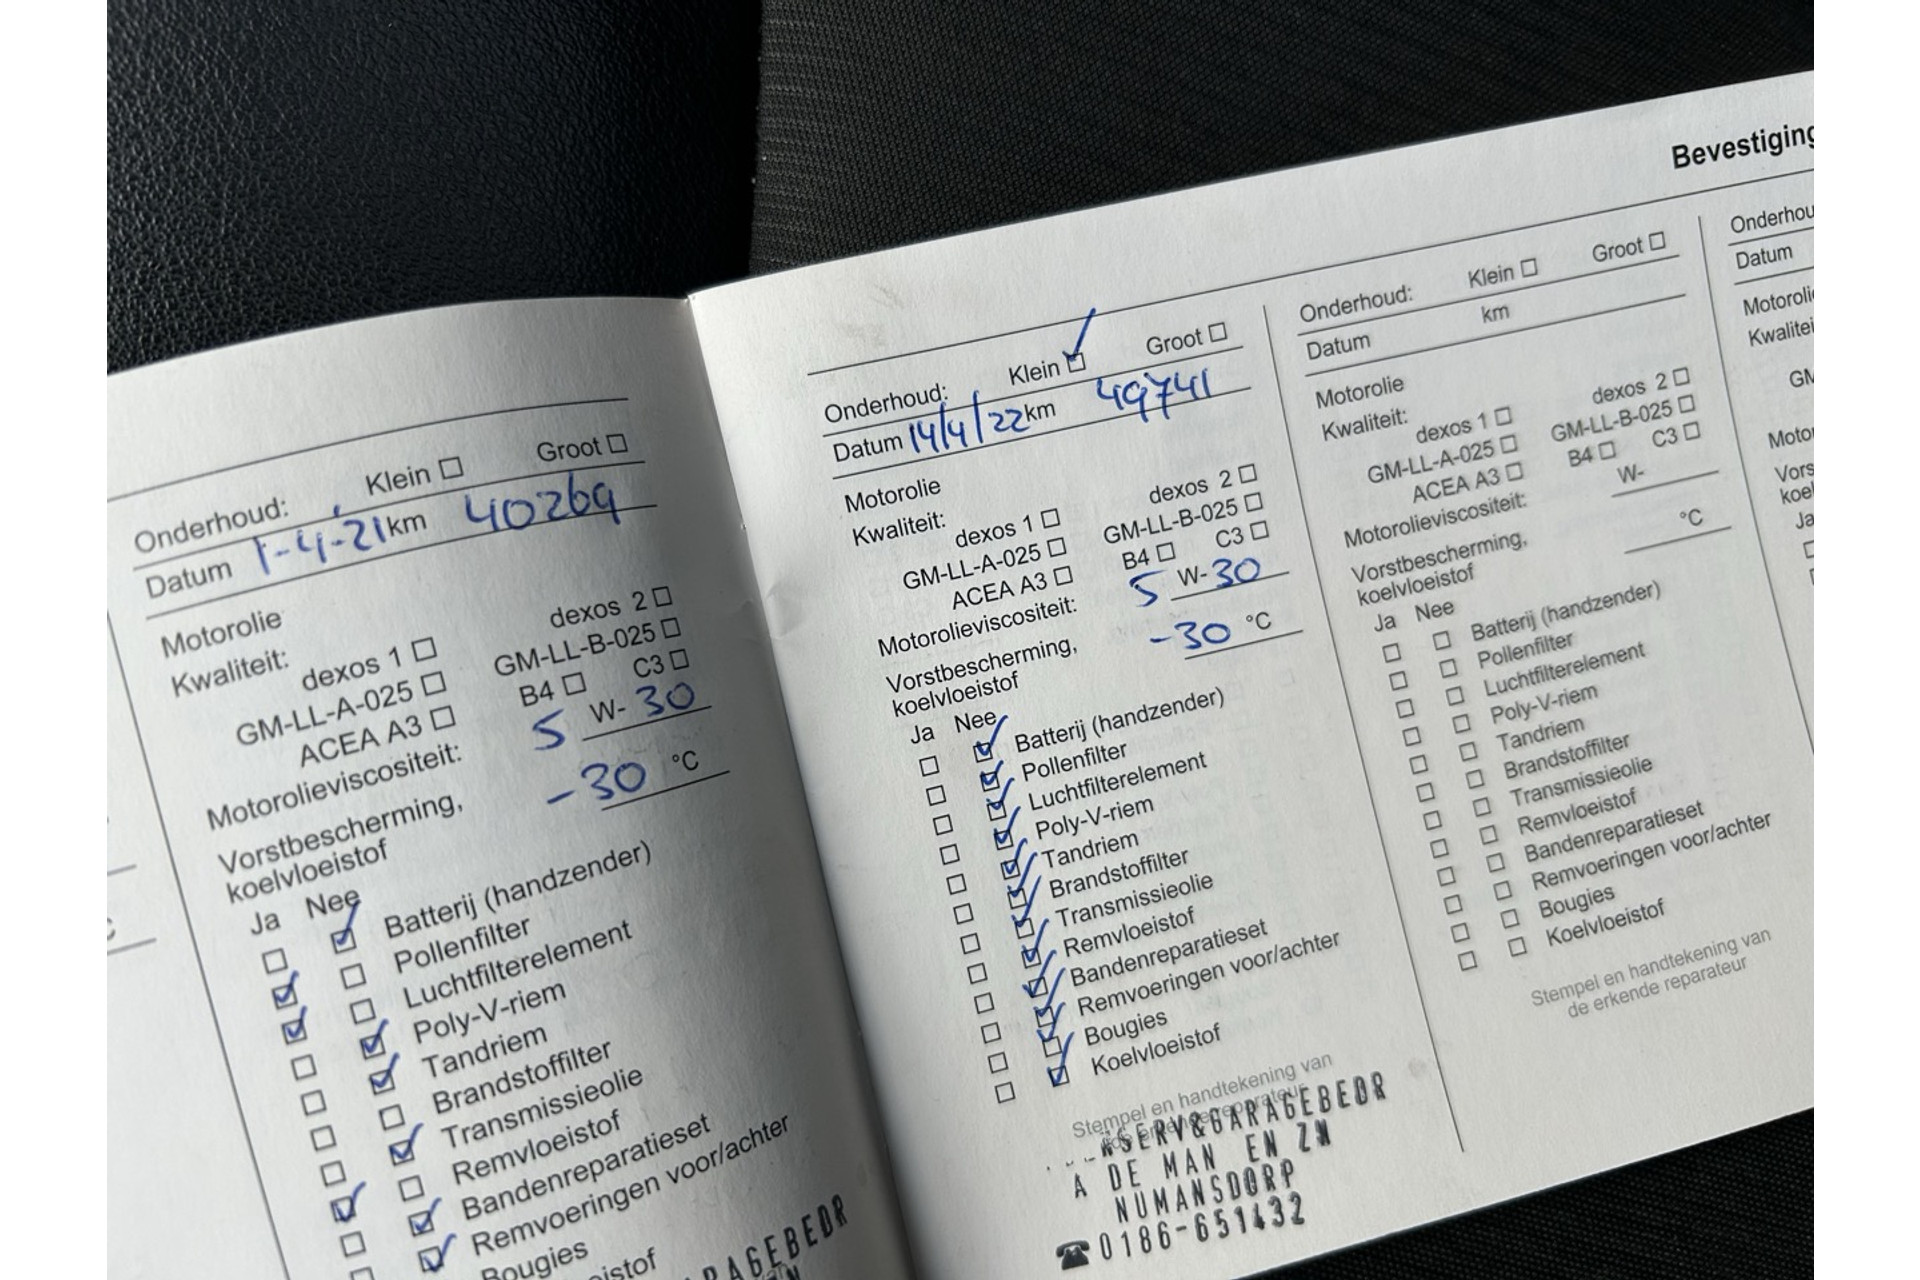 Onderhoud: Klein ☐ Groot ☐
Datum 1-4-21 km 40269
Motorolie
Kwaliteit:
dexos 1 ☐ dexos 2 ☐
GM-LL-A-025 ☐ GM-LL-B-025 ☐
ACEA A3 ☐ B4 ☐ C3 ☐
Motorolieviscositeit: 5 W- 30
Vorstbescherming,
koelvloeistof -30 °C
Ja Nee
Batterij (handzender)
Pollenfilter
Luchtfilterelement
Poly-V-riem
Tandriem
Brandstoffilter
Transmissieolie
Remvloeistof
Bandenreparatieset
Remvoeringen voor/achter
Bougies
Bevestiging
Onderhoud: Klein ☑ Groot ☐
Datum 14/4/22 km 49741
Motorolie
Kwaliteit:
dexos 1 ☐ dexos 2 ☐
GM-LL-A-025 ☐ GM-LL-B-025 ☐
ACEA A3 ☐ B4 ☐ C3 ☐
Motorolieviscositeit: 5 W- 30
Vorstbescherming,
koelvloeistof -30 °C
Ja Nee
☐ ☑ Batterij (handzender)
☐ ☑ Pollenfilter
☐ ☑ Luchtfilterelement
☐ ☑ Poly-V-riem
☐ ☑ Tandriem
☐ ☑ Brandstoffilter
☐ ☑ Transmissieolie
☐ ☑ Remvloeistof
☐ ☑ Bandenreparatieset
☐ ☑ Remvoeringen voor/achter
☐ ☑ Bougies
☐ ☑ Koelvloeistof
Stempel en handtekening van
SERV&GARAGEBEDR
A DE MAN EN ZN
NUMANSDORP
☎ 0186-651432
Onderhoud: Klein ☐ Groot ☐
Datum km
Motorolie
Kwaliteit:
dexos 1 ☐ dexos 2 ☐
GM-LL-A-025 ☐ GM-LL-B-025 ☐
ACEA A3 ☐ B4 ☐ C3 ☐
Motorolieviscositeit: W-
Vorstbescherming,
koelvloeistof °C
Ja Nee
☐ ☐ Batterij (handzender)
☐ ☐ Pollenfilter
☐ ☐ Luchtfilterelement
☐ ☐ Poly-V-riem
☐ ☐ Tandriem
☐ ☐ Brandstoffilter
☐ ☐ Transmissieolie
☐ ☐ Remvloeistof
☐ ☐ Bandenreparatieset
☐ ☐ Remvoeringen voor/achter
☐ ☐ Bougies
☐ ☐ Koelvloeistof
Stempel en handtekening van
de erkende reparateur
Datum